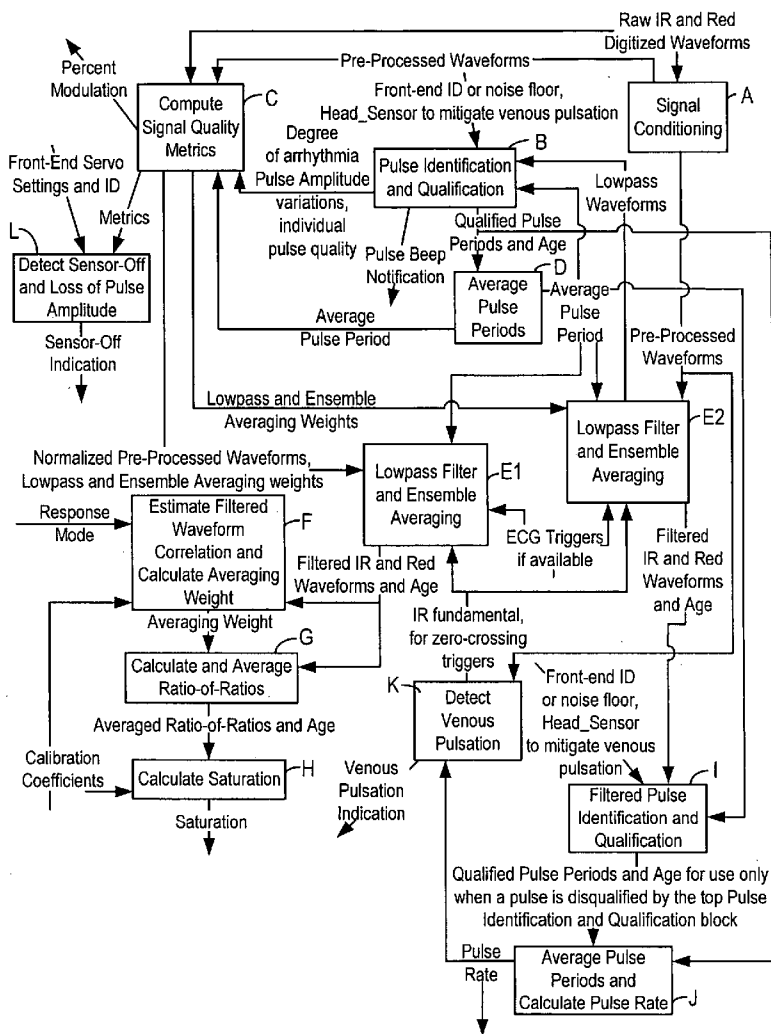 Raw IR and Red
Digitized Waveforms
Pre-Processed Waveforms
Percent
Modulation
C
Compute
Signal Quality
Metrics
Front-end ID or noise floor,
Head_Sensor to mitigate venous pulsation
A
Signal
Conditioning
Degree
of arrhythmia
Pulse Amplitude
variations,
individual
pulse quality
B
Pulse Identification
and Qualification
Lowpass
Waveforms
Front-End Servo
Settings and ID
Metrics
L
Detect Sensor-Off
and Loss of Pulse
Amplitude
Sensor-Off
Indication
Pulse Beep
Notification
Qualified Pulse
Periods and Age
D
Average
Pulse
Periods
Average
Pulse
Period
Average
Pulse Period
Pre-Processed
Waveforms
Lowpass and Ensemble
Averaging Weights
E2
Lowpass Filter
and Ensemble
Averaging
Normalized Pre-Processed Waveforms,
Lowpass and Ensemble Averaging weights
E1
Lowpass Filter
and Ensemble
Averaging
Response
Mode
Estimate Filtered
Waveform
Correlation and
Calculate Averaging
Weight
F
ECG Triggers
if available
Filtered
IR and Red
Waveforms
and Age
Filtered IR and Red
Waveforms and Age
Averaging Weight
G
Calculate and Average
Ratio-of-Ratios
IR fundamental,
for zero-crossing
triggers
K
Detect
Venous
Pulsation
Front-end ID
or noise floor,
Head_Sensor
to mitigate venous
pulsation
Averaged Ratio-of-Ratios and Age
Calibration
Coefficients
Calculate Saturation
H
Saturation
Venous
Pulsation
Indication
I
Filtered Pulse
Identification and
Qualification
Qualified Pulse Periods and Age for use only
when a pulse is disqualified by the top Pulse
Identification and Qualification block
Pulse
Rate
Average Pulse
Periods and
Calculate Pulse Rate
J